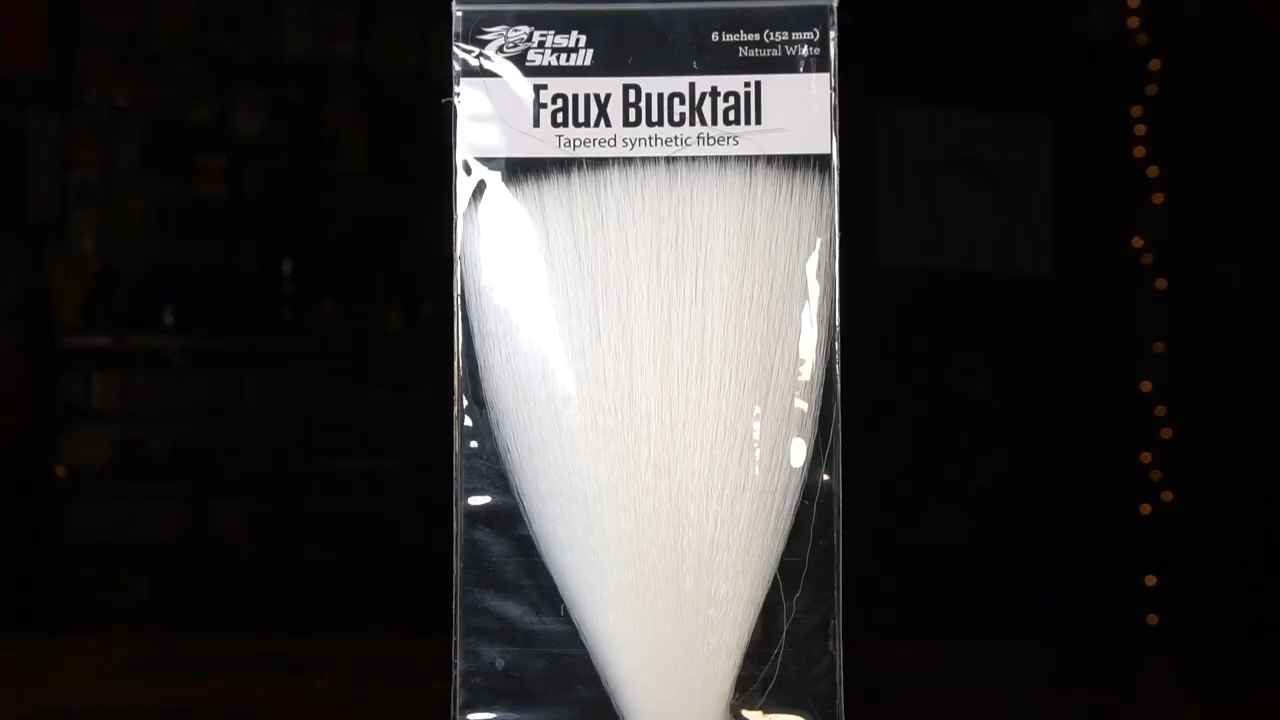 Fish
Skull
6 inches (152 mm)
Natural White
Faux Bucktail
Tapered synthetic fibers